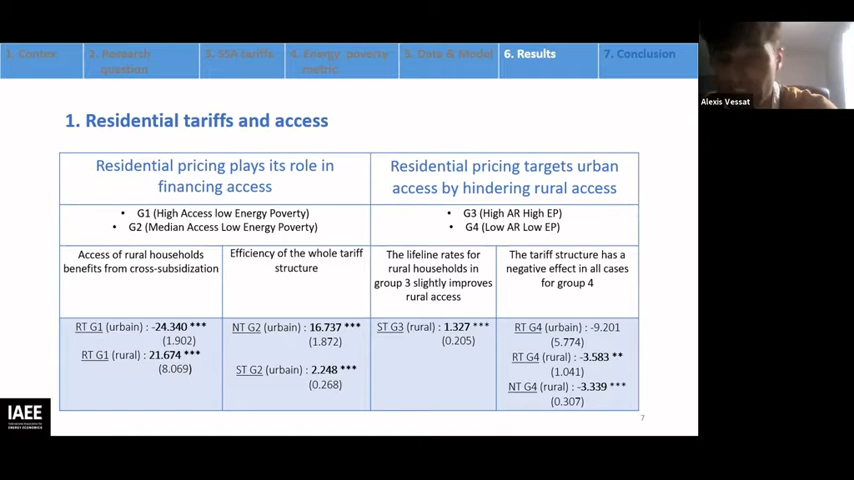 1. Contex
2. Research
question
3. SSA tariffs
4. Energy poverty
metric
5. Data & Model
6. Results
7. Conclusion
Alexis Vessat
1. Residential tariffs and access
Residential pricing plays its role in
financing access
Residential pricing targets urban
access by hindering rural access
• G1 (High Access low Energy Poverty)
• G2 (Median Access Low Energy Poverty)
• G3 (High AR High EP)
• G4 (Low AR Low EP)
Access of rural households
benefits from cross-subsidization
Efficiency of the whole tariff
structure
The lifeline rates for
rural households in
group 3 slightly improves
rural access
The tariff structure has a
negative effect in all cases
for group 4
RT G1 (urbain) : -24.340 ***
(1.902)
RT G1 (rural) : 21.674 ***
(8.069)
NT G2 (urbain) : 16.737 ***
(1.872)
ST G2 (urbain) : 2.248 ***
(0.268)
ST G3 (rural) : 1.327 ***
(0.205)
RT G4 (urbain) : -9.201
(5.774)
RT G4 (rural) : -3.583 **
(1.041)
NT G4 (rural) : -3.339 ***
(0.307)
IAEE
7